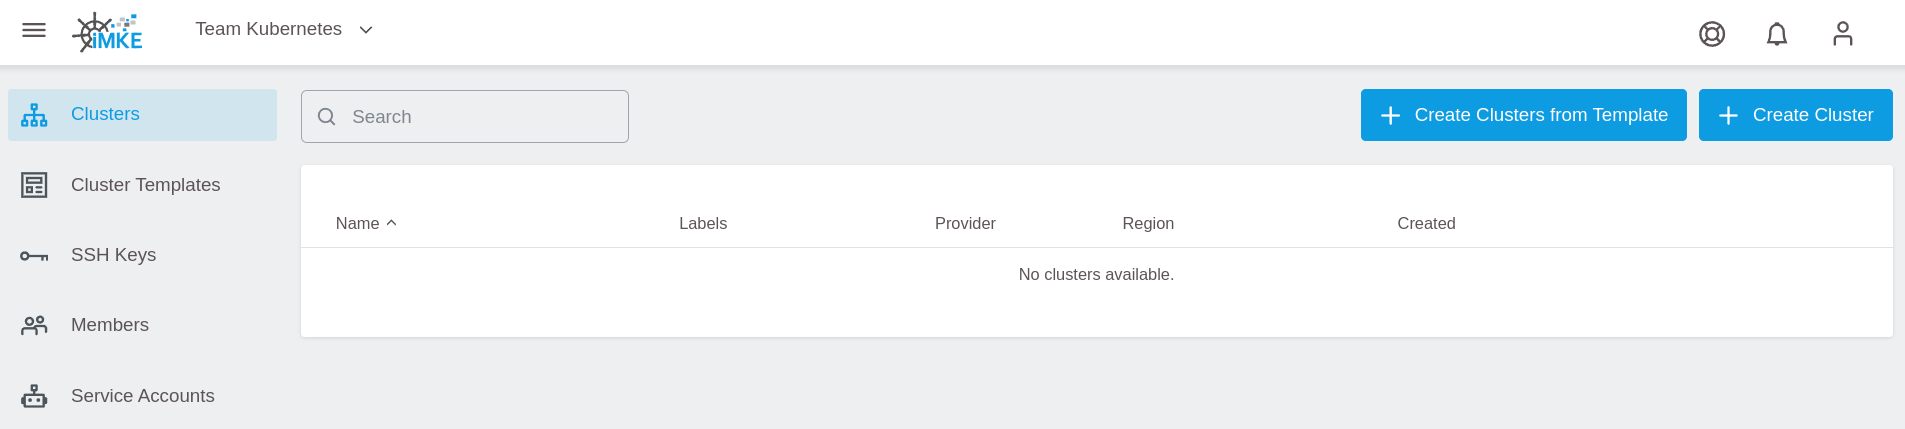 iMKE
Team Kubernetes
Clusters
Search
Create Clusters from Template
Create Cluster
Cluster Templates
SSH Keys
Members
Service Accounts
Name
Labels
Provider
Region
Created
No clusters available.